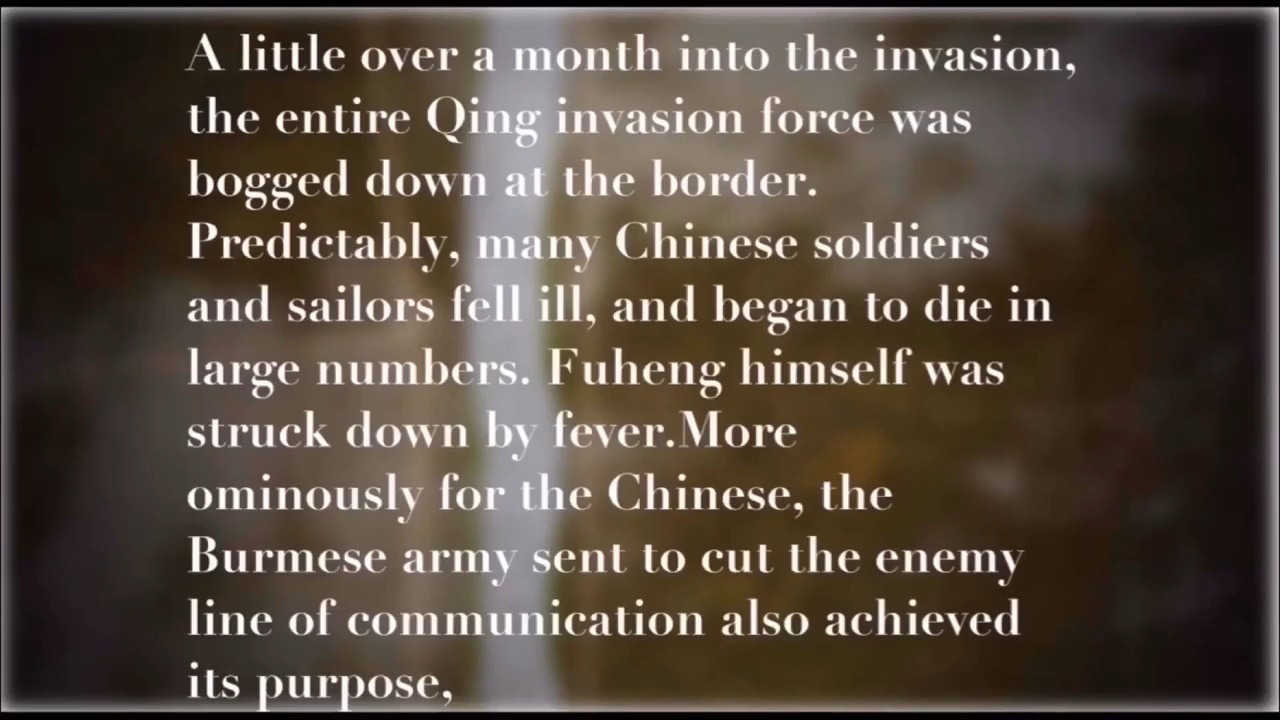 A little over a month into the invasion,
the entire Qing invasion force was
bogged down at the border.
Predictably, many Chinese soldiers
and sailors fell ill, and began to die in
large numbers. Fuheng himself was
struck down by fever.More
ominously for the Chinese, the
Burmese army sent to cut the enemy
line of communication also achieved
its purpose,